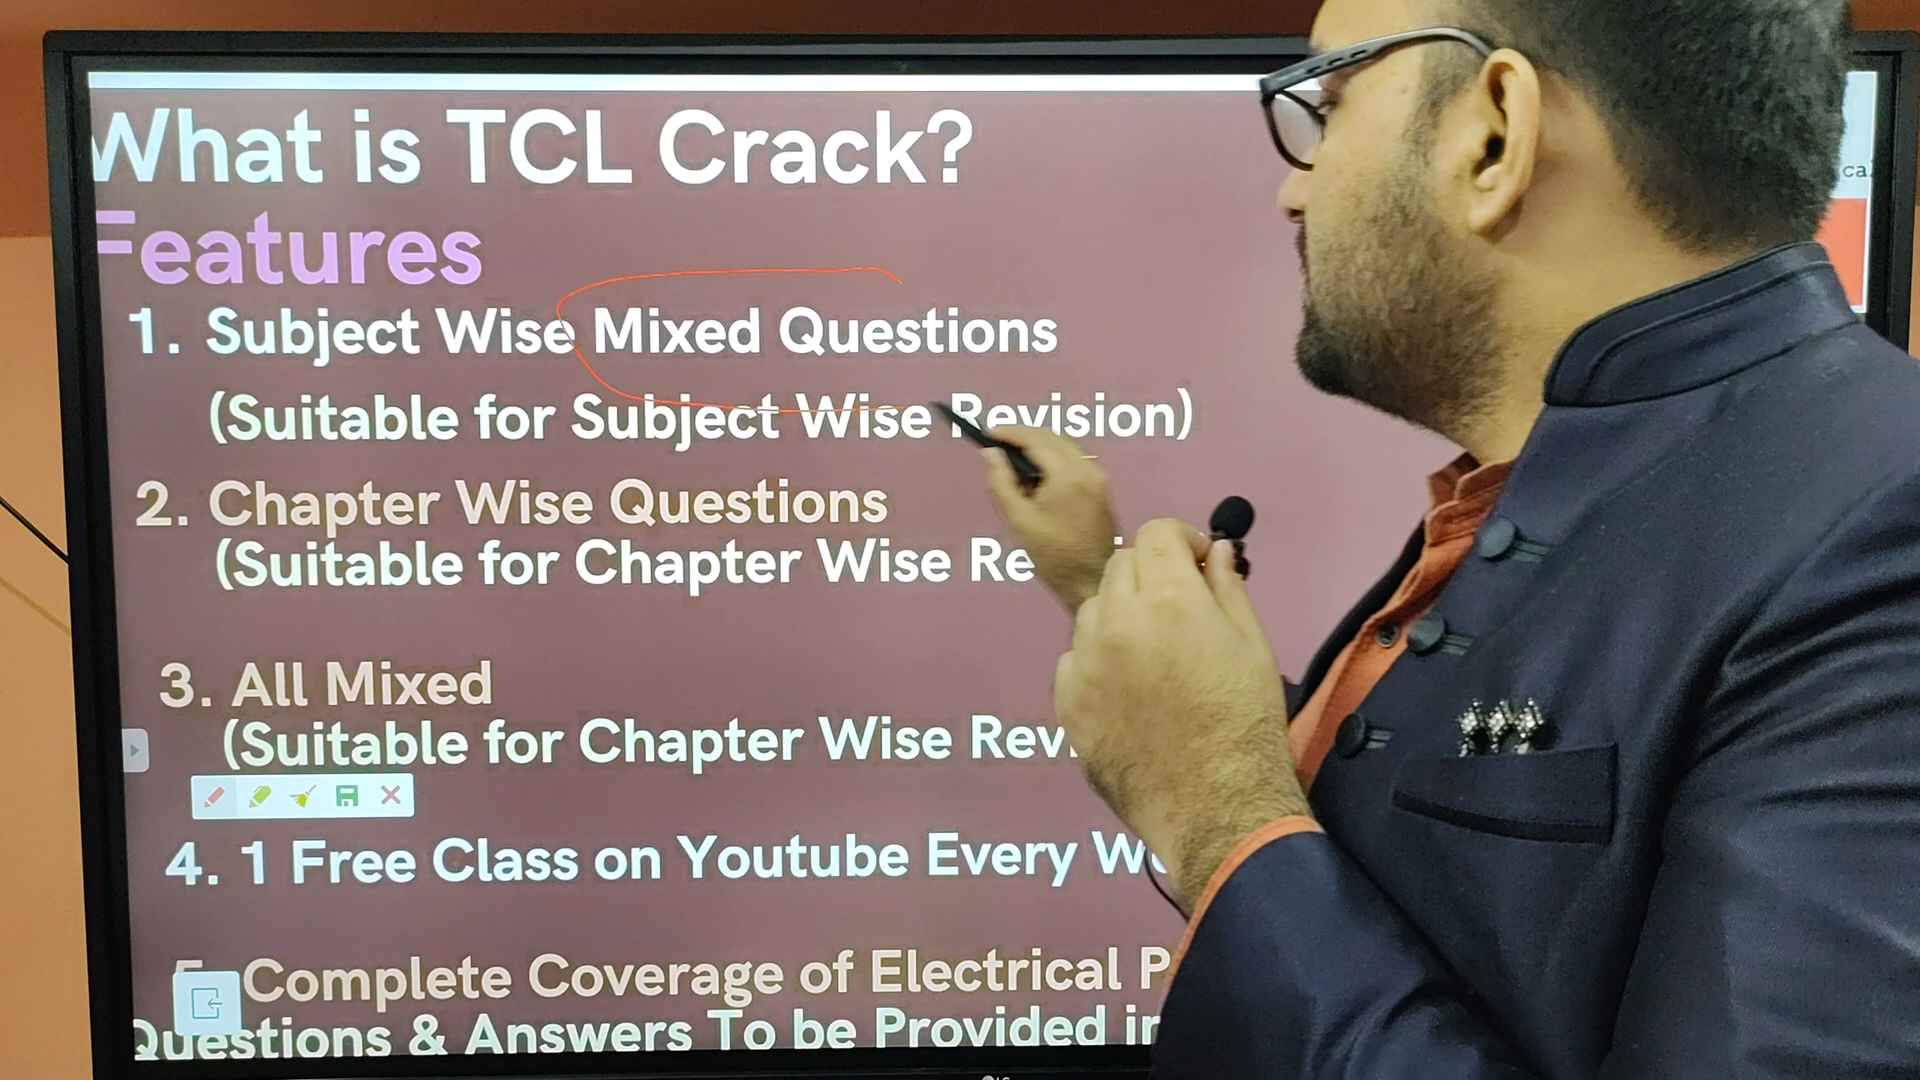 What is TCL Crack?
Features
1. Subject Wise Mixed Questions
(Suitable for Subject Wise Revision)
2. Chapter Wise Questions
(Suitable for Chapter Wise Re
3. All Mixed
(Suitable for Chapter Wise Rev
4. 1 Free Class on Youtube Every W
Complete Coverage of Electrical P
Questions & Answers To be Provided in